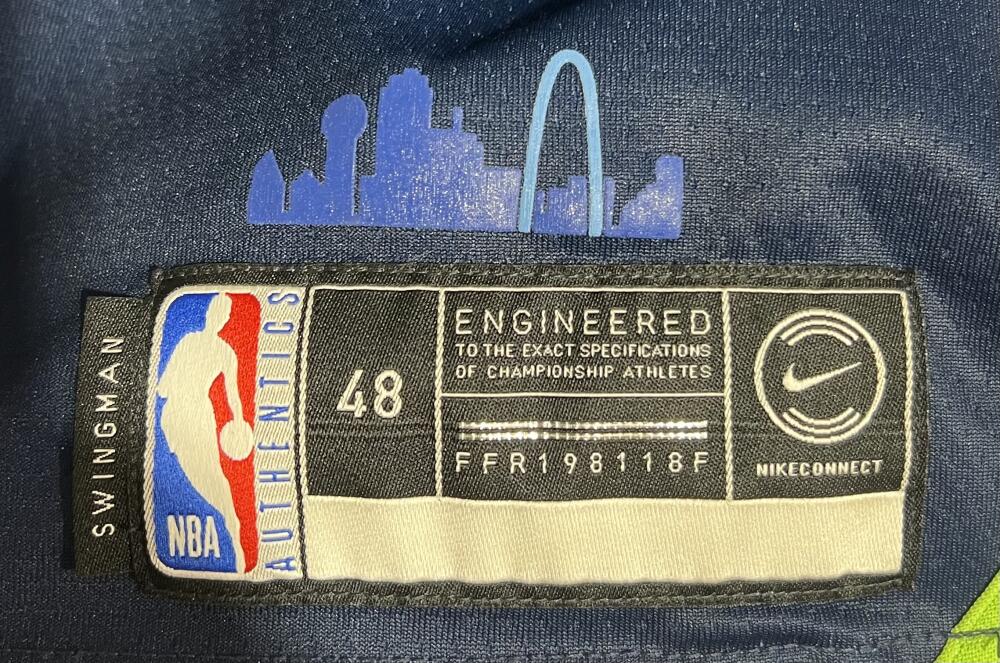 SWINGMAN
NBA
AUTHENTICS
48
ENGINEERED
TO THE EXACT SPECIFICATIONS
OF CHAMPIONSHIP ATHLETES
FFR198118F
NIKECONNECT